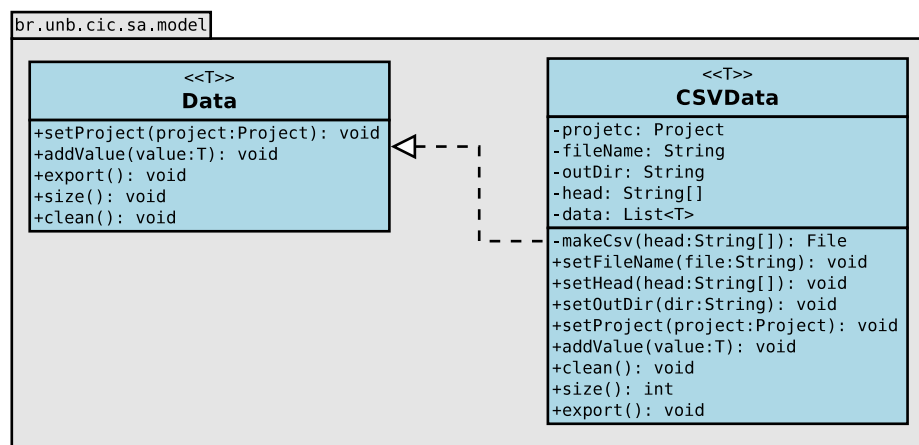 br.unb.cic.sa.model
<<T>>
Data
+setProject(project:Project): void
+addValue(value:T): void
+export(): void
+size(): void
+clean(): void
<<T>>
CSVData
-projetc: Project
-fileName: String
-outDir: String
-head: String[]
-data: List<T>
-makeCsv(head:String[]): File
+setFileName(file:String): void
+setHead(head:String[]): void
+setOutDir(dir:String): void
+setProject(project:Project): void
+addValue(value:T): void
+clean(): void
+size(): int
+export(): void